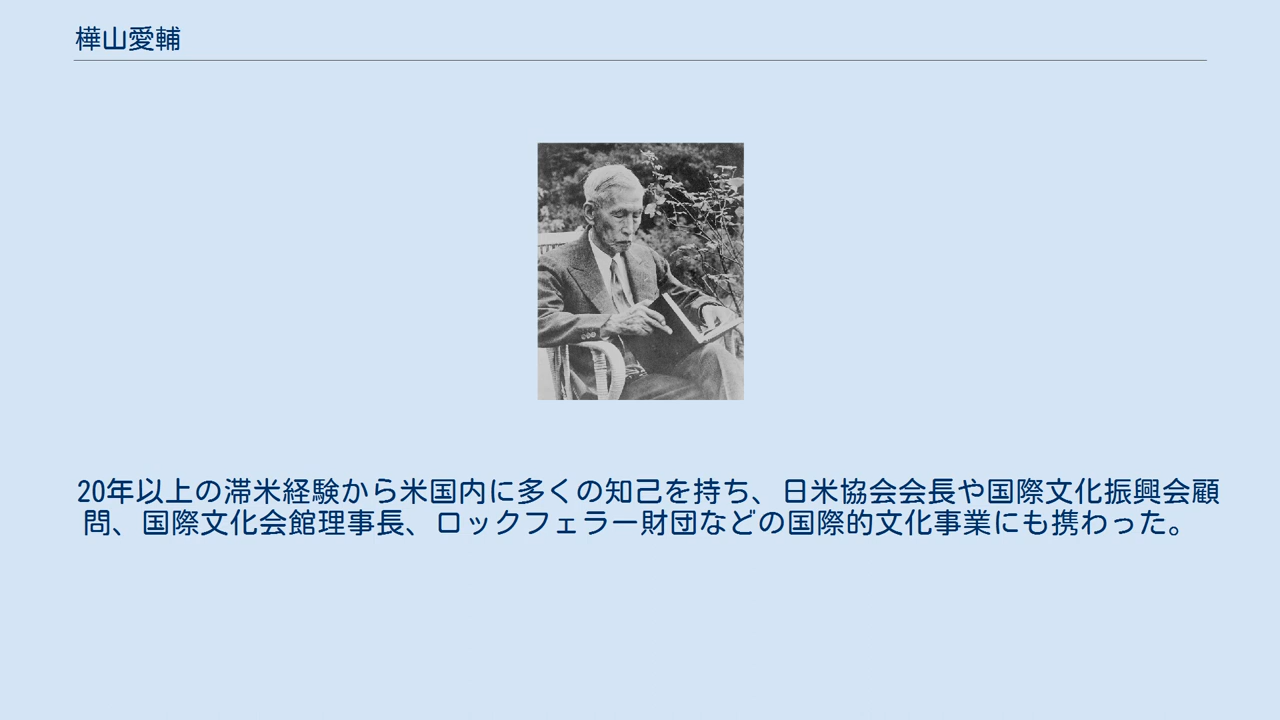 樺山愛輔
20年以上の滞米経験から米国内に多くの知己を持ち、日米協会会長や国際文化振興会顧
問、国際文化会館理事長、ロックフェラー財団などの国際的文化事業にも携わった。